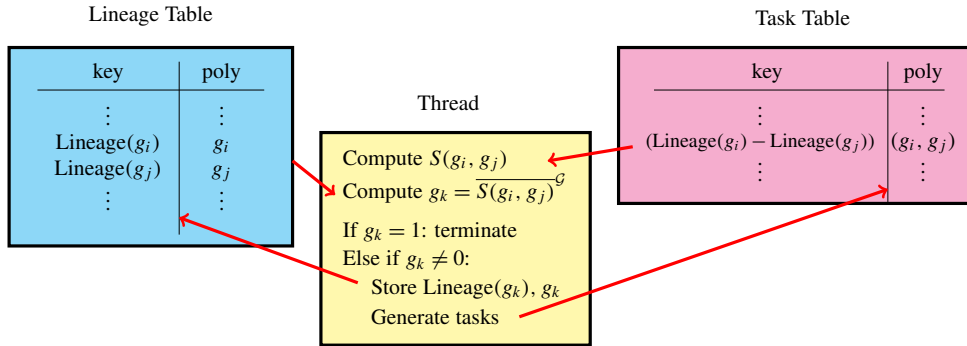 Lineage Table
key poly
⋮ ⋮
Lineage(g_i) g_i
Lineage(g_j) g_j
⋮ ⋮
Thread
Compute S(g_i, g_j)
Compute g_k = \overline{S(g_i, g_j)}^𝒢
If g_k = 1: terminate
Else if g_k ≠ 0:
Store Lineage(g_k), g_k
Generate tasks
Task Table
key poly
⋮ ⋮
(Lineage(g_i) – Lineage(g_j)) (g_i, g_j)
⋮ ⋮